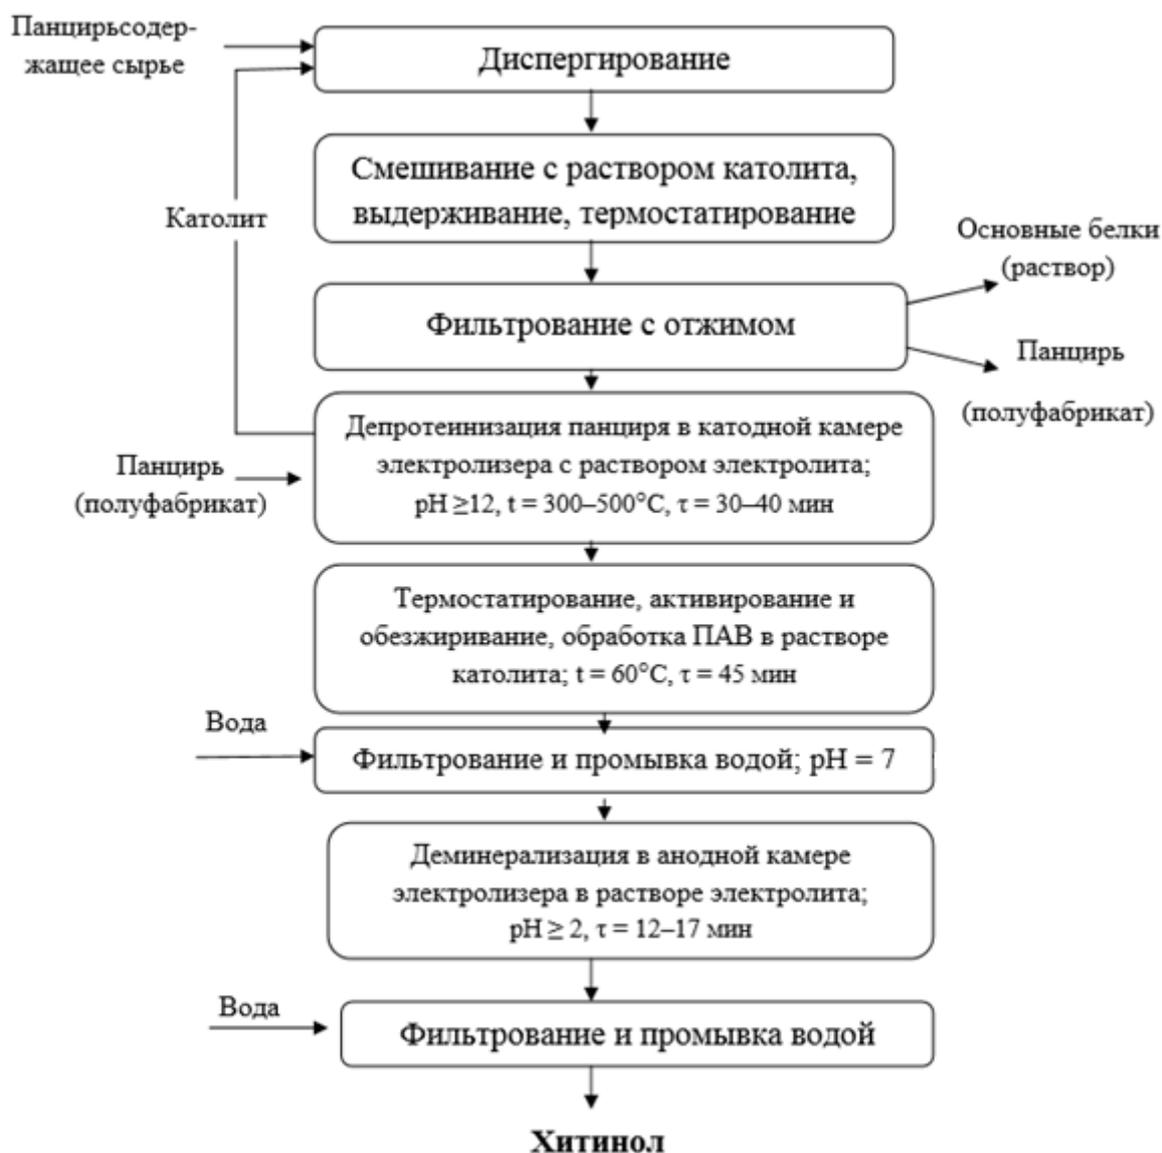 Панцирьсодер-
жащее сырье
Диспергирование
Смешивание с раствором католита,
выдерживание, термостатирование
Католит
Основные белки
(раствор)
Фильтрование с отжимом
Панцирь
(полуфабрикат)
Депротеинизация панциря в катодной камере
электролизера с раствором электролита;
pH ≥12, t = 300–500°C, τ = 30–40 мин
Панцирь
(полуфабрикат)
Термостатирование, активирование и
обезжиривание, обработка ПАВ в растворе
католита; t = 60°C, τ = 45 мин
Вода
Фильтрование и промывка водой; pH = 7
Деминерализация в анодной камере
электролизера в растворе электролита;
pH ≥ 2, τ = 12–17 мин
Вода
Фильтрование и промывка водой
Хитинол